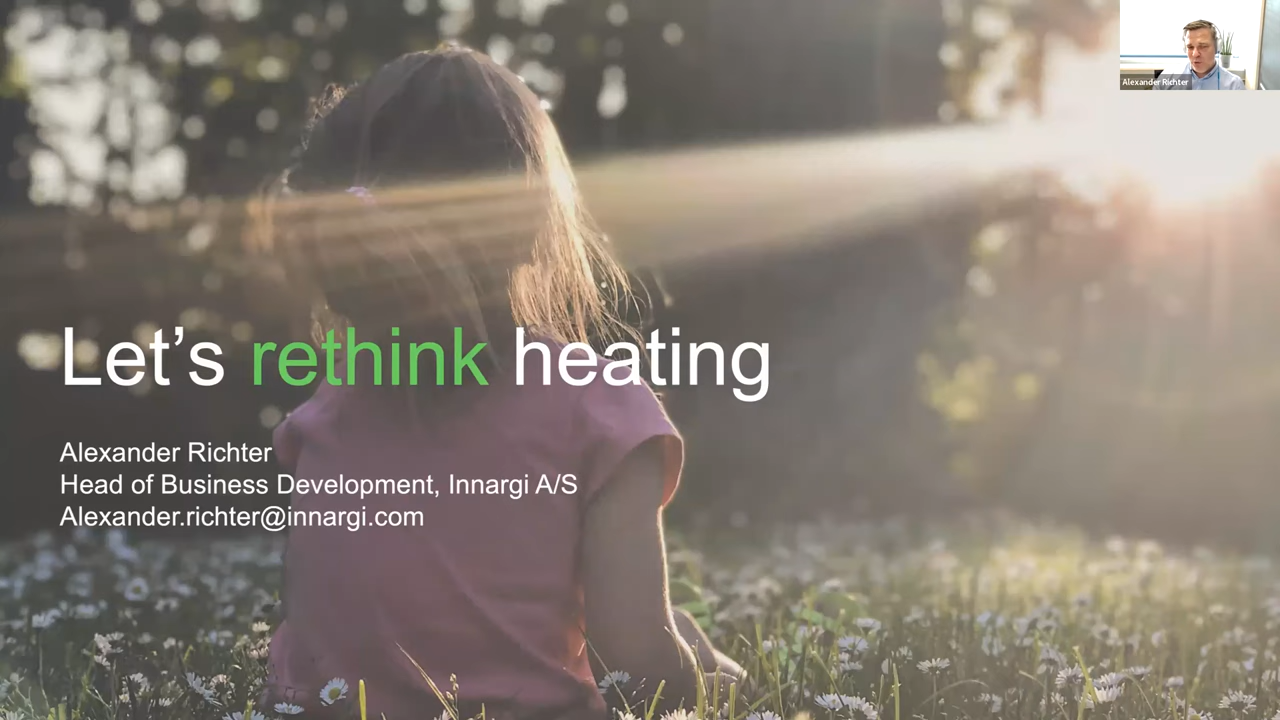 Alexander Richter
Let's rethink heating
Alexander Richter
Head of Business Development, Innargi A/S
Alexander.richter@innargi.com